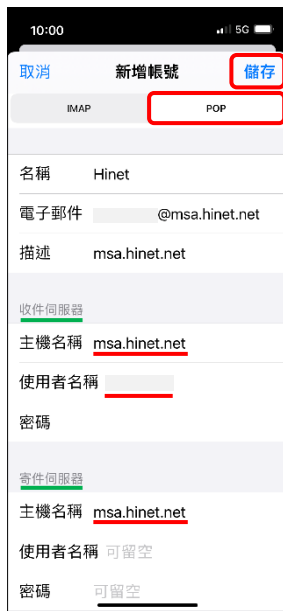 10:00 5G
取消 新增帳號 儲存
IMAP POP
名稱 Hinet
電子郵件 @msa.hinet.net
描述 msa.hinet.net
收件伺服器
主機名稱 msa.hinet.net
使用者名稱
密碼
寄件伺服器
主機名稱 msa.hinet.net
使用者名稱 可留空
密碼 可留空